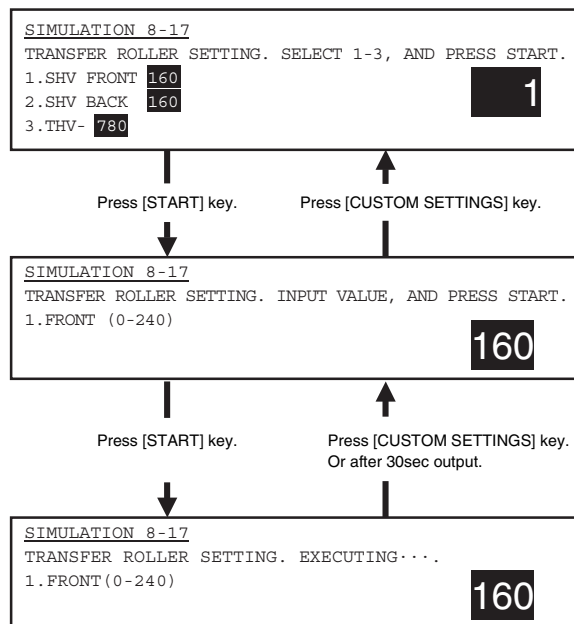 SIMULATION 8-17
TRANSFER ROLLER SETTING. SELECT 1-3, AND PRESS START.
1.SHV FRONT 160
2.SHV BACK 160
3.THV- 780
1
Press [START] key.
Press [CUSTOM SETTINGS] key.
SIMULATION 8-17
TRANSFER ROLLER SETTING. INPUT VALUE, AND PRESS START.
1.FRONT (0-240)
160
Press [START] key.
Press [CUSTOM SETTINGS] key.
Or after 30sec output.
SIMULATION 8-17
TRANSFER ROLLER SETTING. EXECUTING···.
1.FRONT(0-240)
160